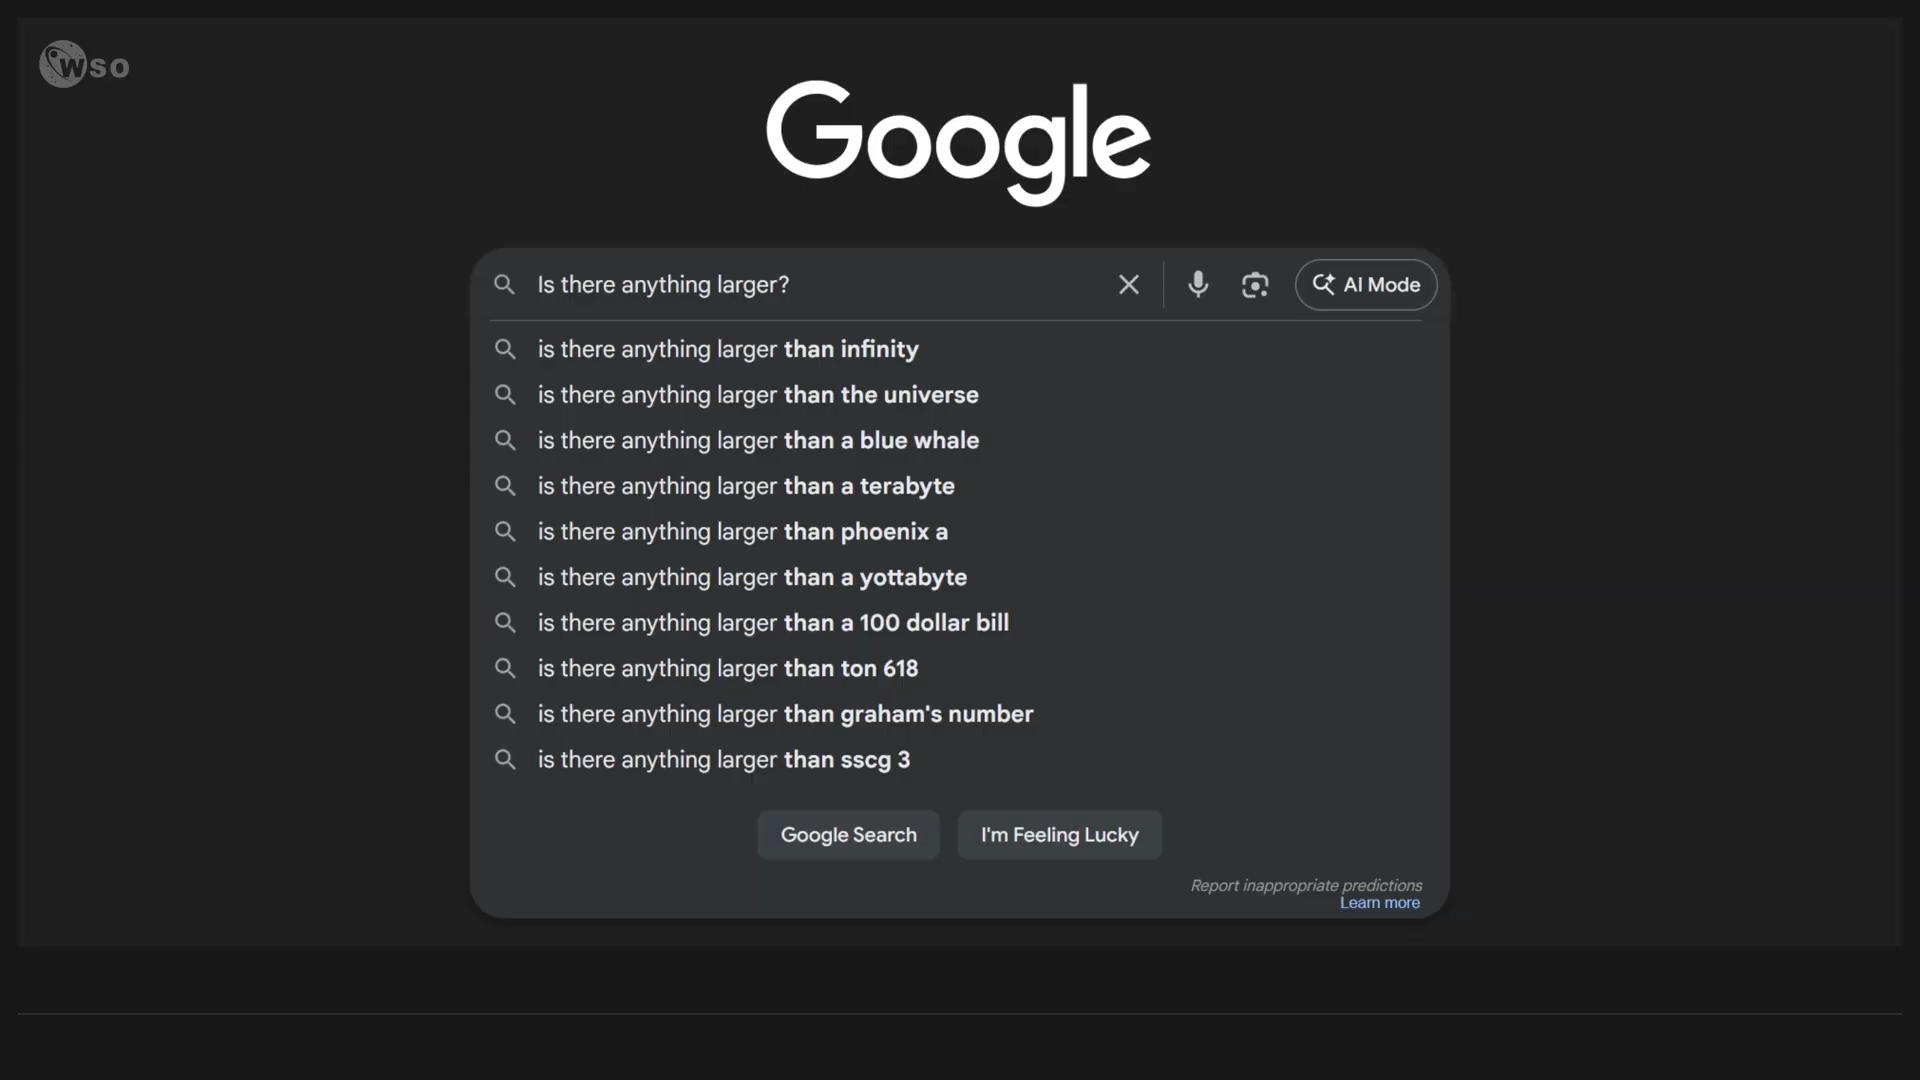 WSO
Google
Is there anything larger?
AI Mode
is there anything larger than infinity
is there anything larger than the universe
is there anything larger than a blue whale
is there anything larger than a terabyte
is there anything larger than phoenix a
is there anything larger than a yottabyte
is there anything larger than a 100 dollar bill
is there anything larger than ton 618
is there anything larger than graham's number
is there anything larger than sscg 3
Google Search
I'm Feeling Lucky
Report inappropriate predictions
Learn more